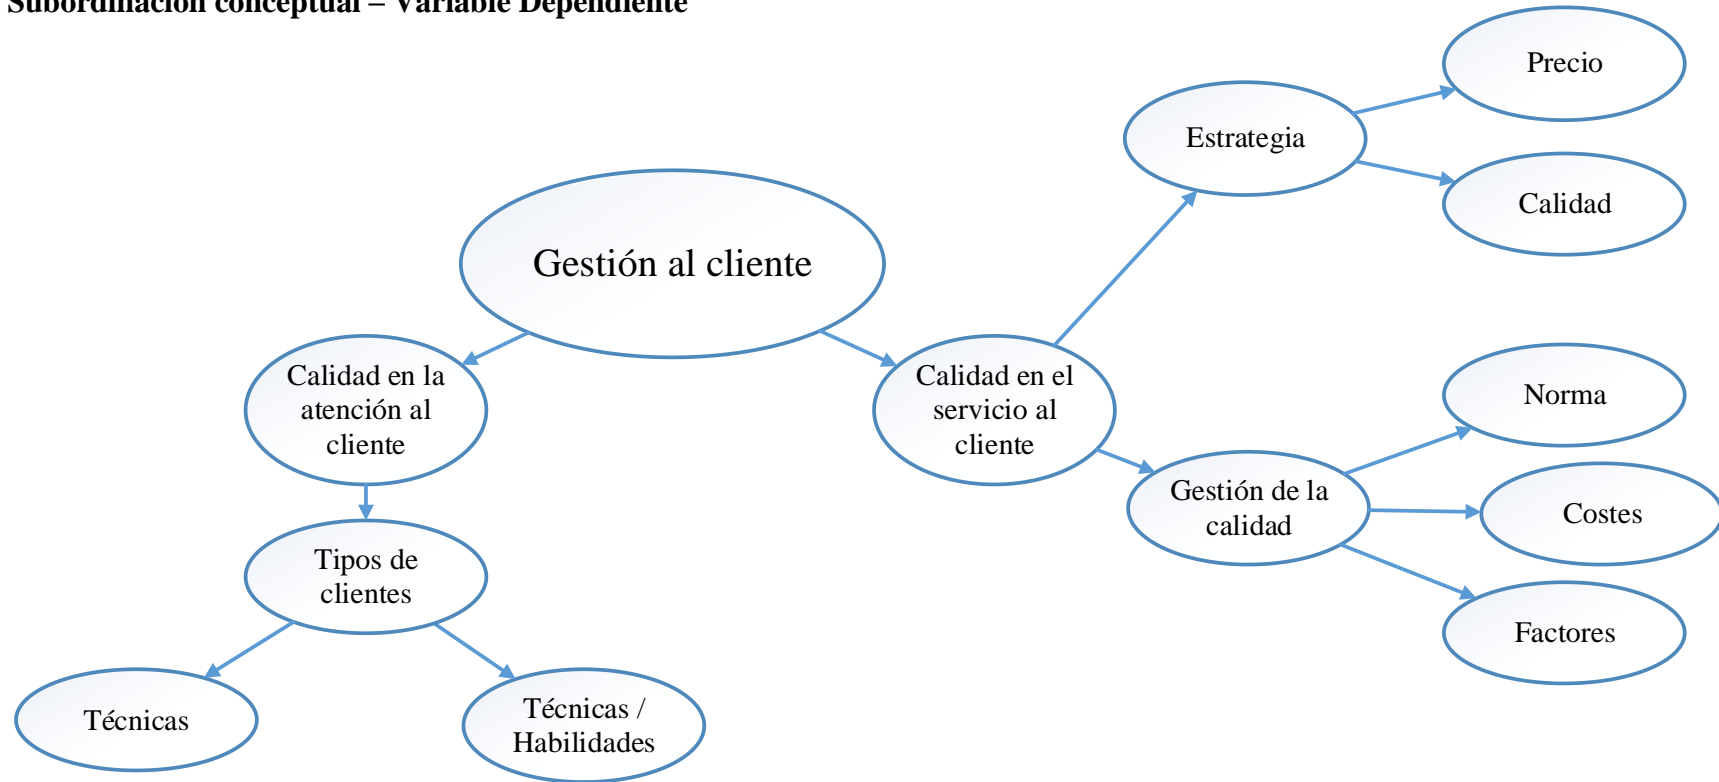 Subordinación conceptual – Variable Dependiente
Precio
Estrategia
Calidad
Gestión al cliente
Calidad en la
atención al
cliente
Calidad en el
servicio al
cliente
Norma
Gestión de la
calidad
Costes
Tipos de
clientes
Factores
Técnicas
Técnicas /
Habilidades